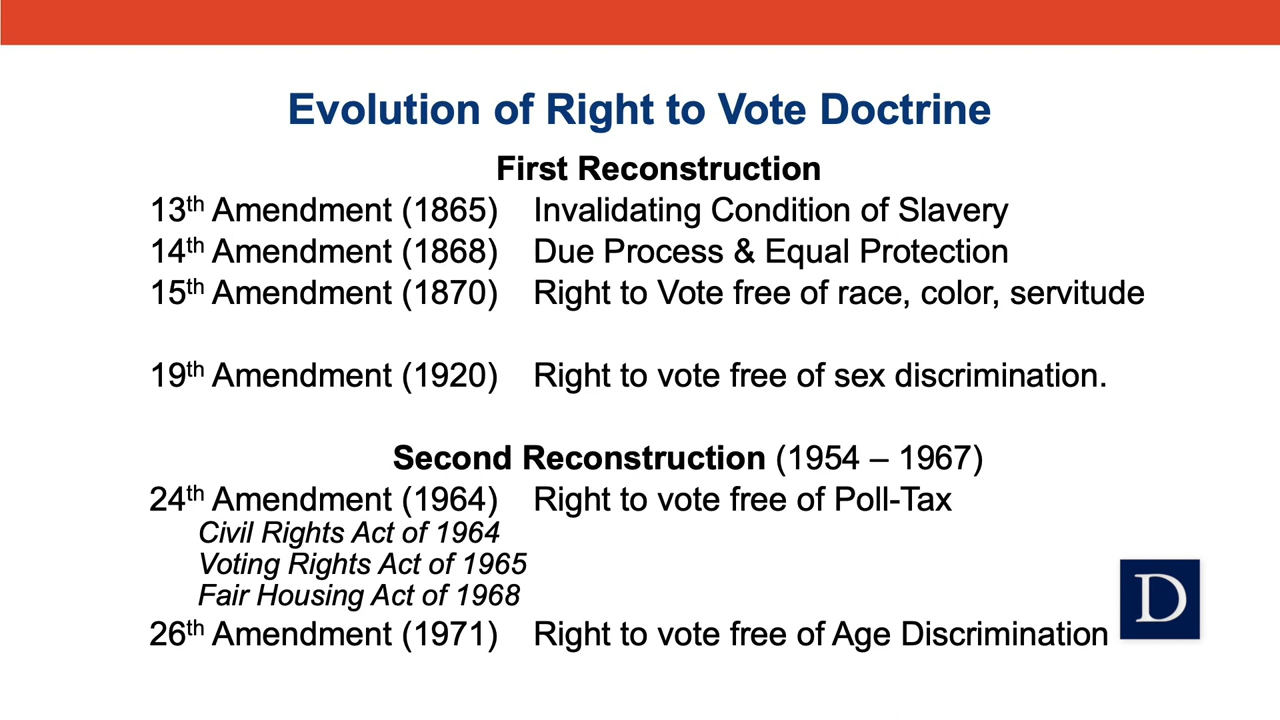 Evolution of Right to Vote Doctrine
First Reconstruction
13th Amendment (1865) Invalidating Condition of Slavery
14th Amendment (1868) Due Process & Equal Protection
15th Amendment (1870) Right to Vote free of race, color, servitude
19th Amendment (1920) Right to vote free of sex discrimination.
Second Reconstruction (1954 – 1967)
24th Amendment (1964) Right to vote free of Poll-Tax
Civil Rights Act of 1964
Voting Rights Act of 1965
Fair Housing Act of 1968
26th Amendment (1971) Right to vote free of Age Discrimination
D